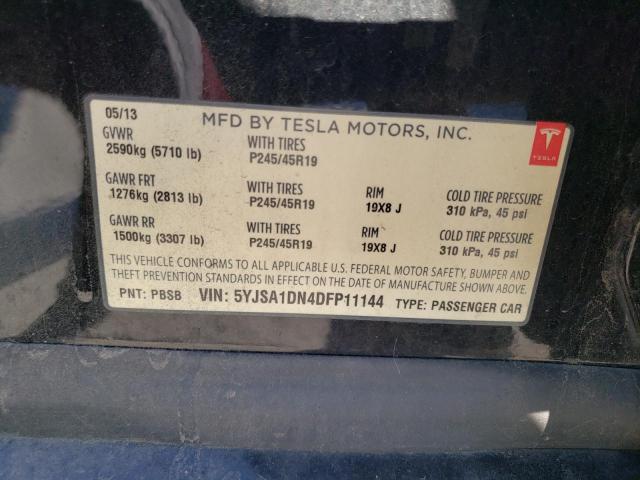 05/13 MFD BY TESLA MOTORS, INC.
TESLA
GVWR WITH TIRES
2590kg (5710 lb) P245/45R19
GAWR FRT WITH TIRES RIM COLD TIRE PRESSURE
1276kg (2813 lb) P245/45R19 19X8 J 310 kPa, 45 psi
GAWR RR WITH TIRES RIM COLD TIRE PRESSURE
1500kg (3307 lb) P245/45R19 19X8 J 310 kPa, 45 psi
THIS VEHICLE CONFORMS TO ALL APPLICABLE U.S. FEDERAL MOTOR SAFETY, BUMPER AND
THEFT PREVENTION STANDARDS IN EFFECT ON THE DATE OF MANUFACTURE SHOWN ABOVE.
PNT: PBSB VIN: 5YJSA1DN4DFP11144 TYPE: PASSENGER CAR